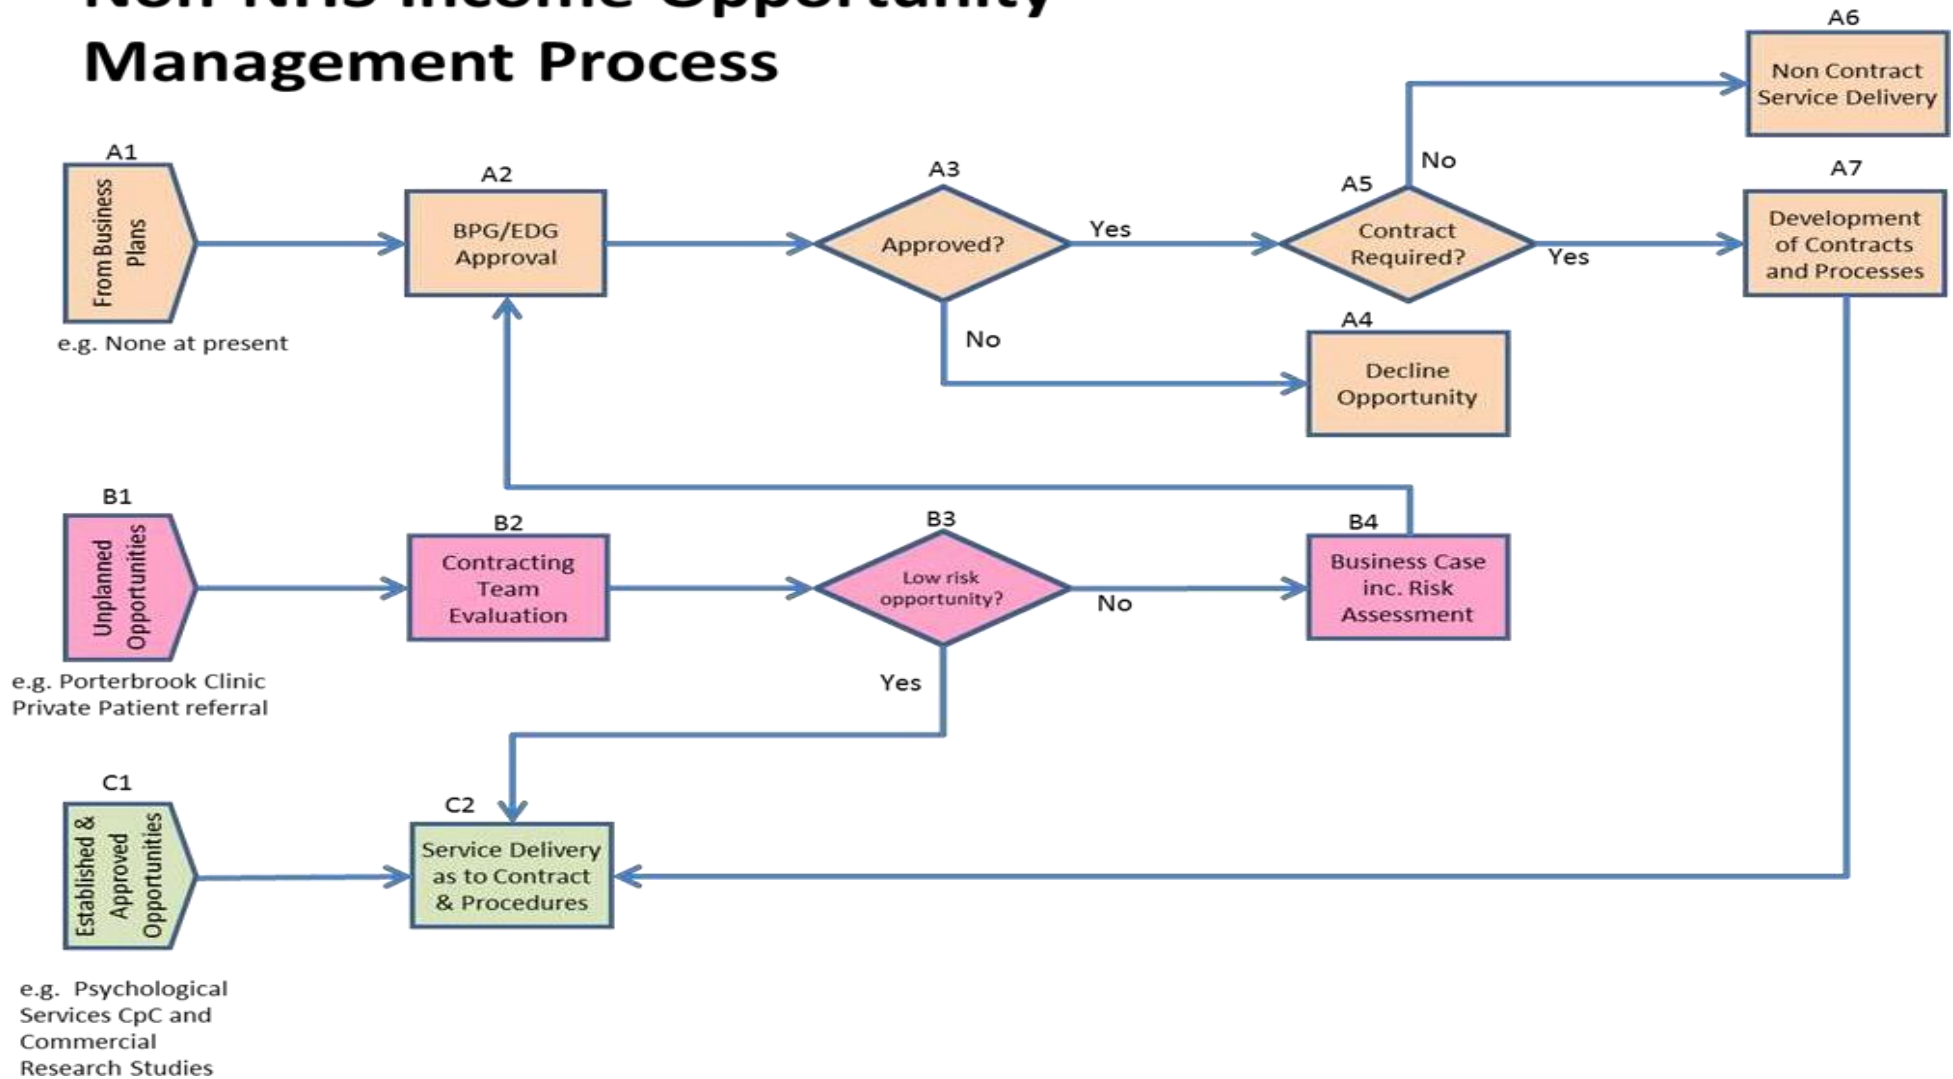 Non-NHS Income Opportunity
Management Process
A1
From Business
Plans
e.g. None at present
A2
BPG/EDG
Approval
A3
Approved?
Yes
No
A4
Decline
Opportunity
A5
Contract
Required?
No
Yes
A6
Non Contract
Service Delivery
A7
Development
of Contracts
and Processes
B1
Unplanned
Opportunities
e.g. Porterbrook Clinic
Private Patient referral
B2
Contracting
Team
Evaluation
B3
Low risk
opportunity?
No
Yes
B4
Business Case
inc. Risk
Assessment
C1
Established &
Approved
Opportunities
e.g. Psychological
Services CpC and
Commercial
Research Studies
C2
Service Delivery
as to Contract
& Procedures